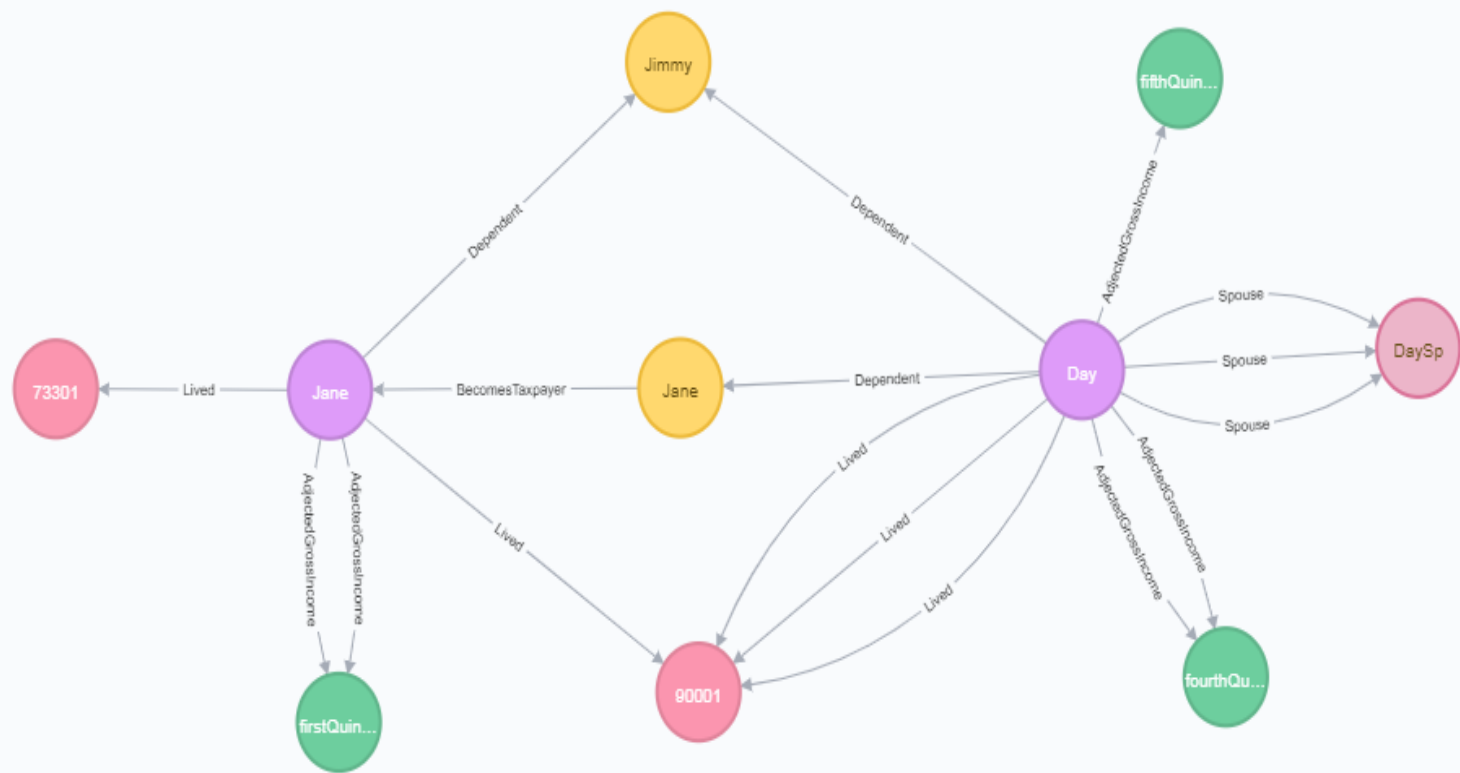 Jimmy
fifthQuin...
Dependent
Dependent
AdjectedGrossIncome
Spouse
Spouse
Spouse
DaySp
73301
Lived
Jane
BecomesTaxpayer
Jane
Dependent
Day
Lived
Lived
Lived
Lived
AdjectedGrossIncome
AdjectedGrossIncome
AdjectedGrossIncome
AdjectedGrossIncome
firstQuin...
90001
fourthQu...